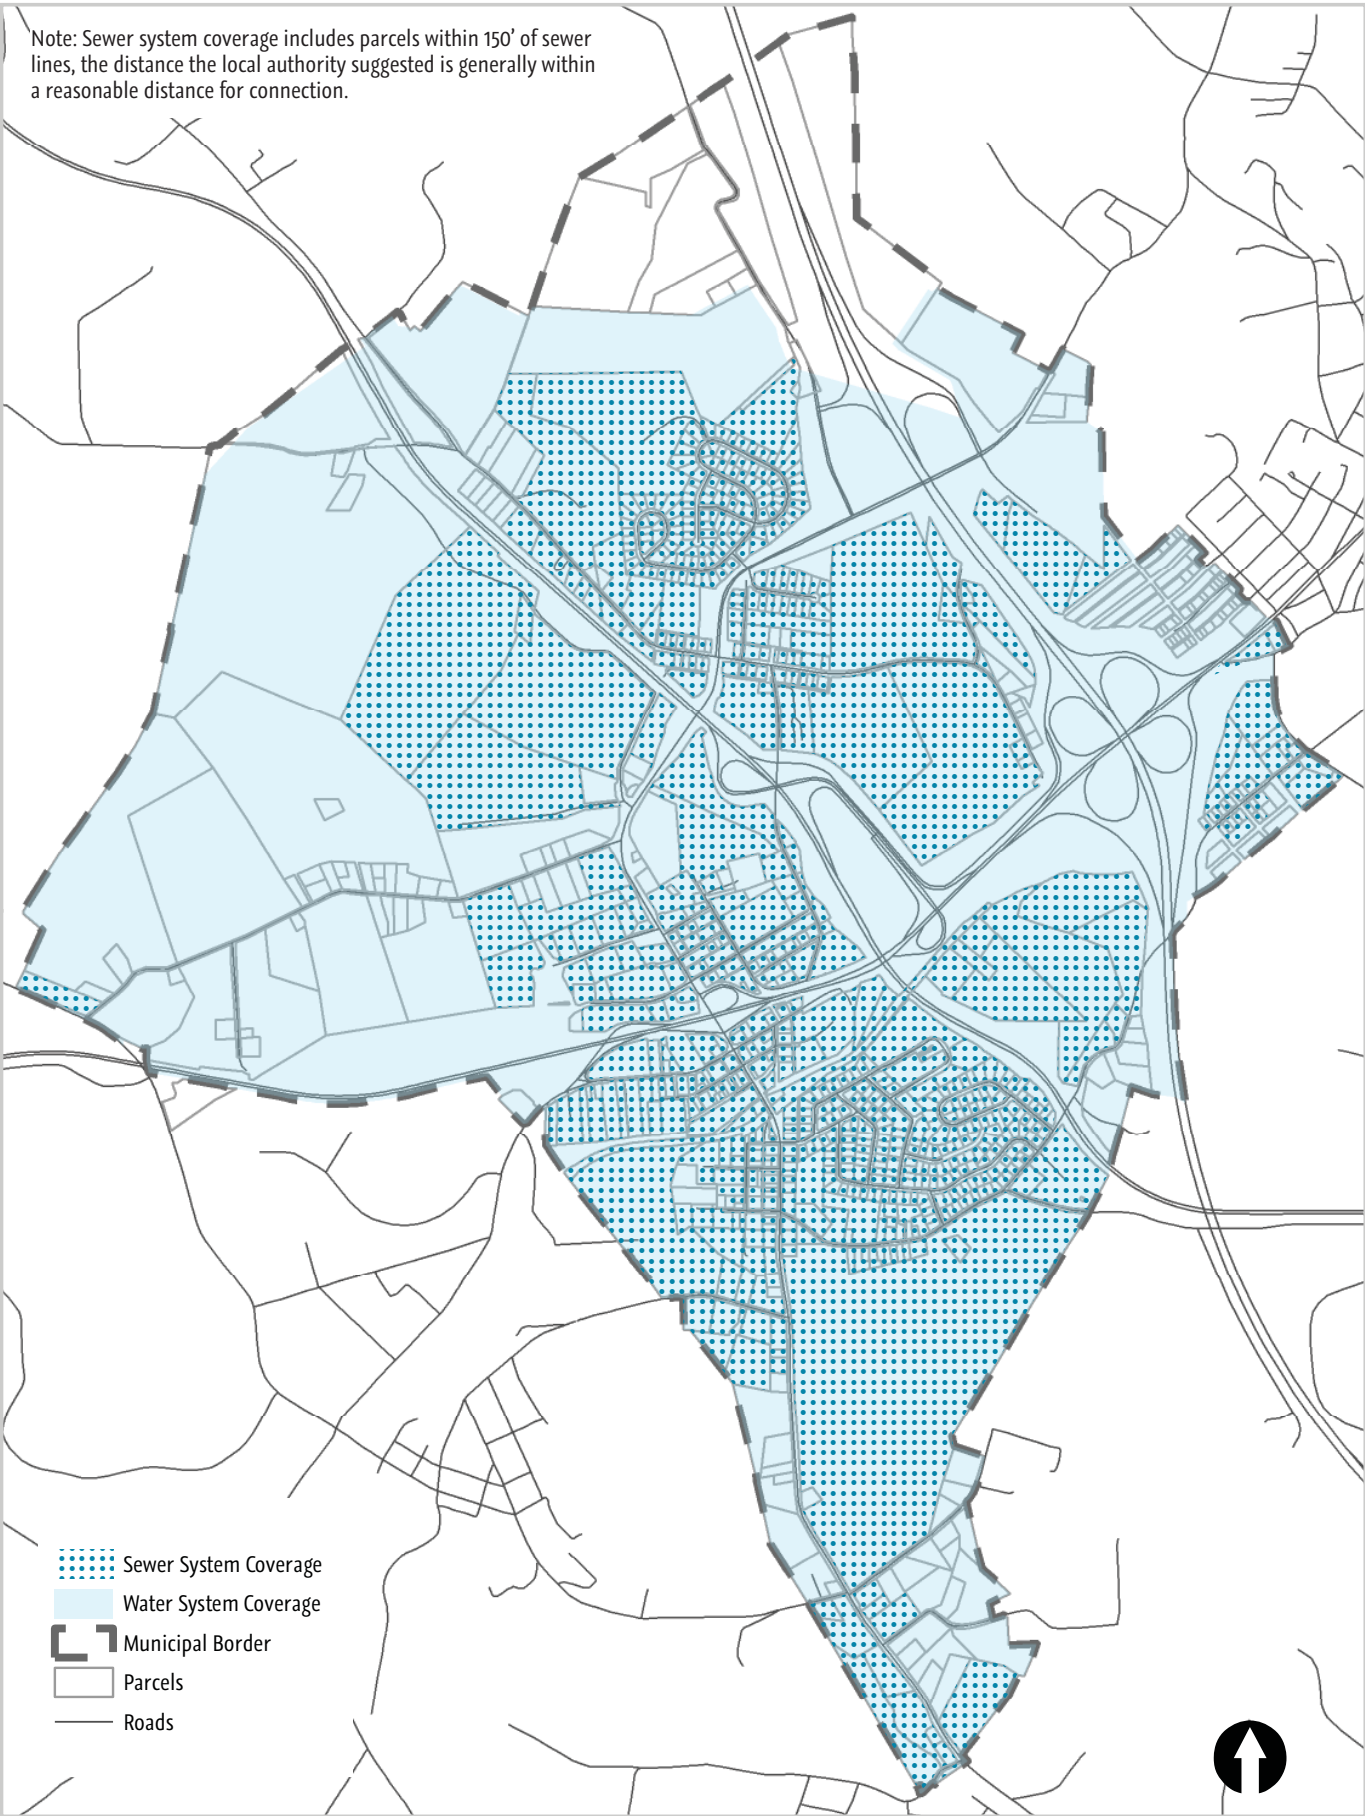 Note: Sewer system coverage includes parcels within 150’ of sewer
lines, the distance the local authority suggested is generally within
a reasonable distance for connection.
Sewer System Coverage
Water System Coverage
Municipal Border
Parcels
Roads